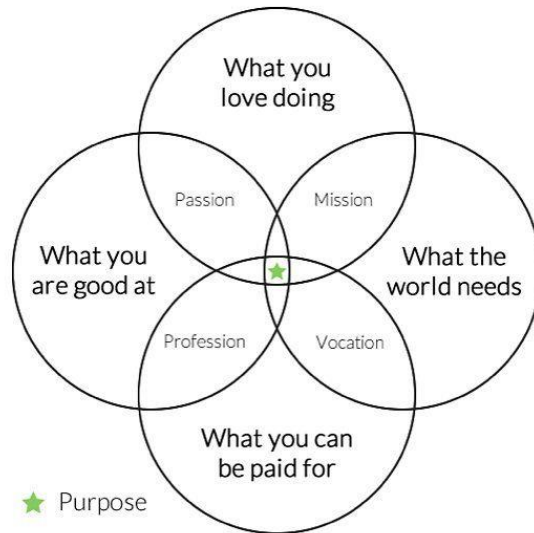 What you
love doing
Passion
Mission
What you
are good at
What the
world needs
Profession
Vocation
What you can
be paid for
Purpose